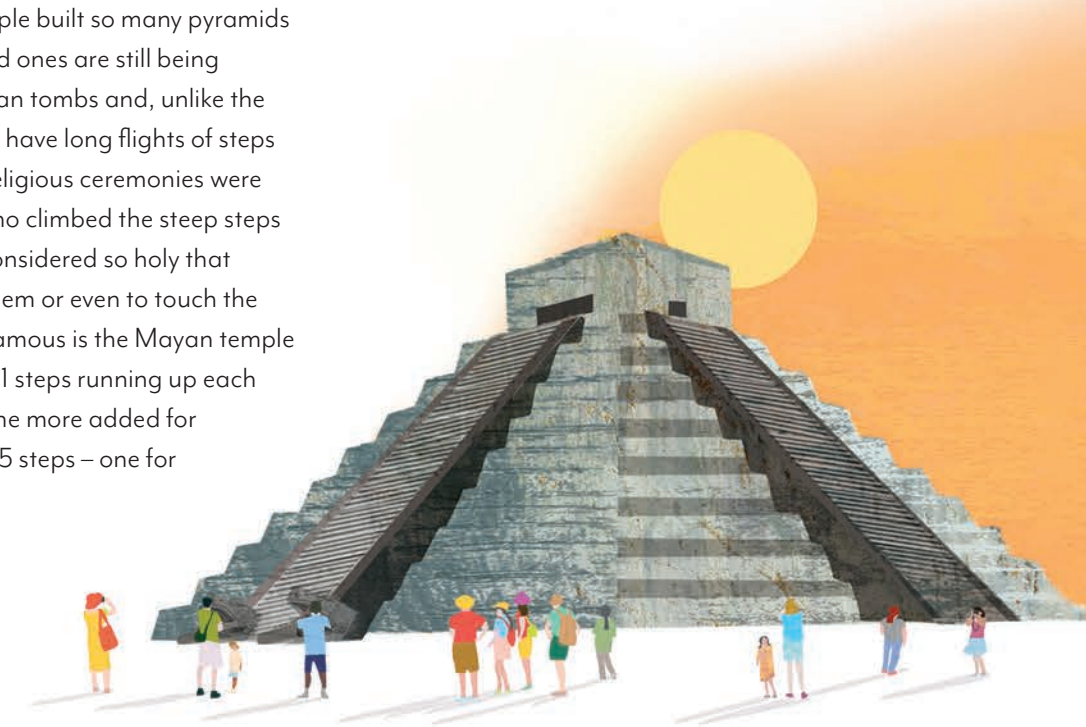 ple built so many pyramids
d ones are still being
an tombs and, unlike the
have long flights of steps
eligious ceremonies were
ho climbed the steep steps
onsidered so holy that
em or even to touch the
amous is the Mayan temple
1 steps running up each
ne more added for
5 steps – one for